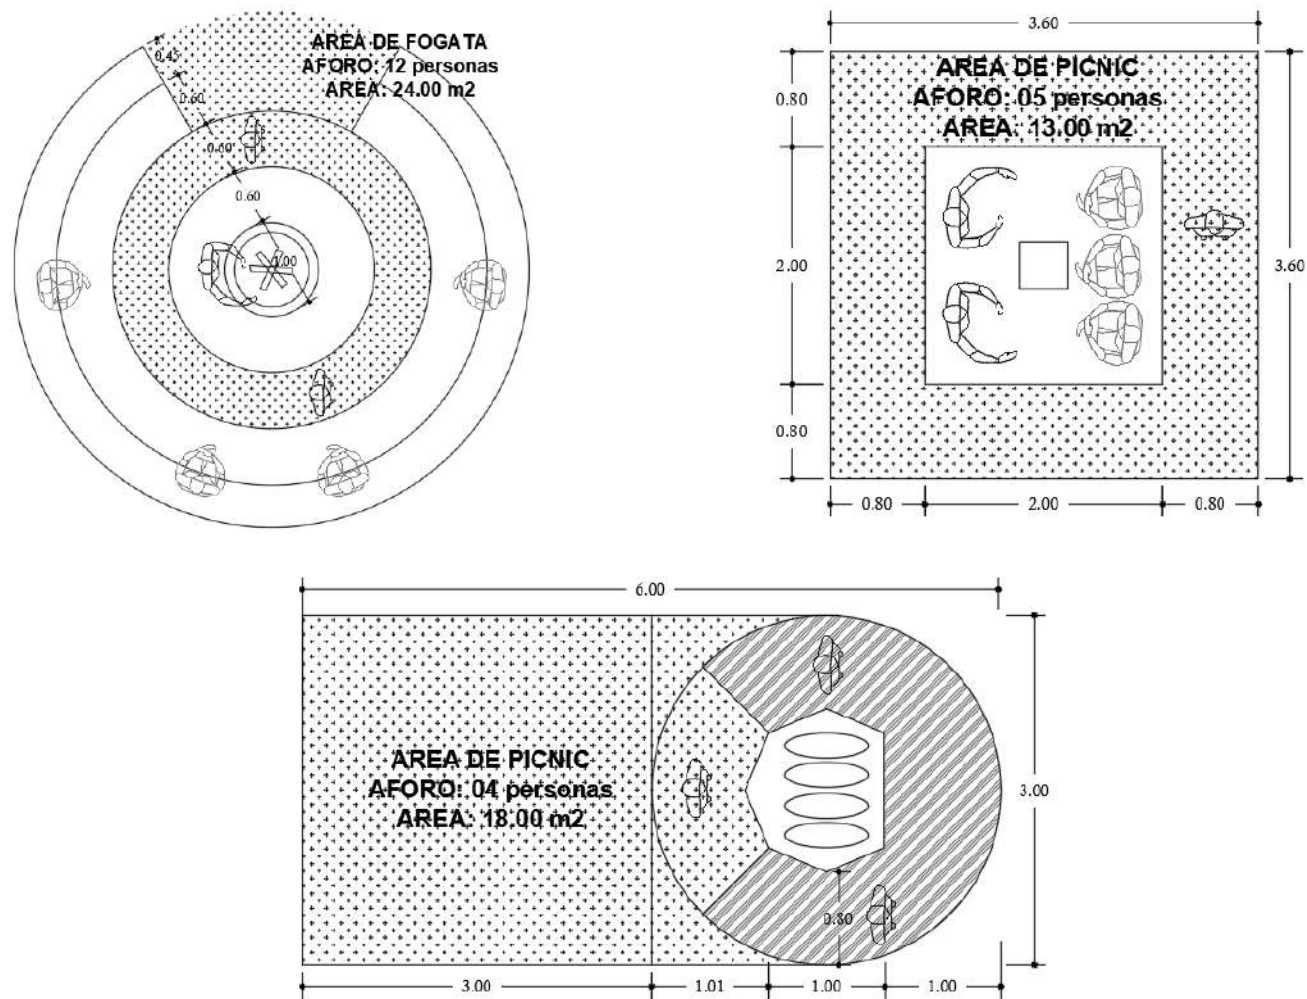 AREA DE FOGATA
AFORO: 12 personas
AREA: 24.00 m2
0.45
0.60
0.60
0.60
1.00
3.60
AREA DE PICNIC
AFORO: 05 personas
AREA: 13.00 m2
0.80
2.00
3.60
0.80
0.80
2.00
0.80
6.00
AREA DE PICNIC
AFORO: 04 personas
AREA: 18.00 m2
3.00
0.80
3.00
1.01
1.00
1.00